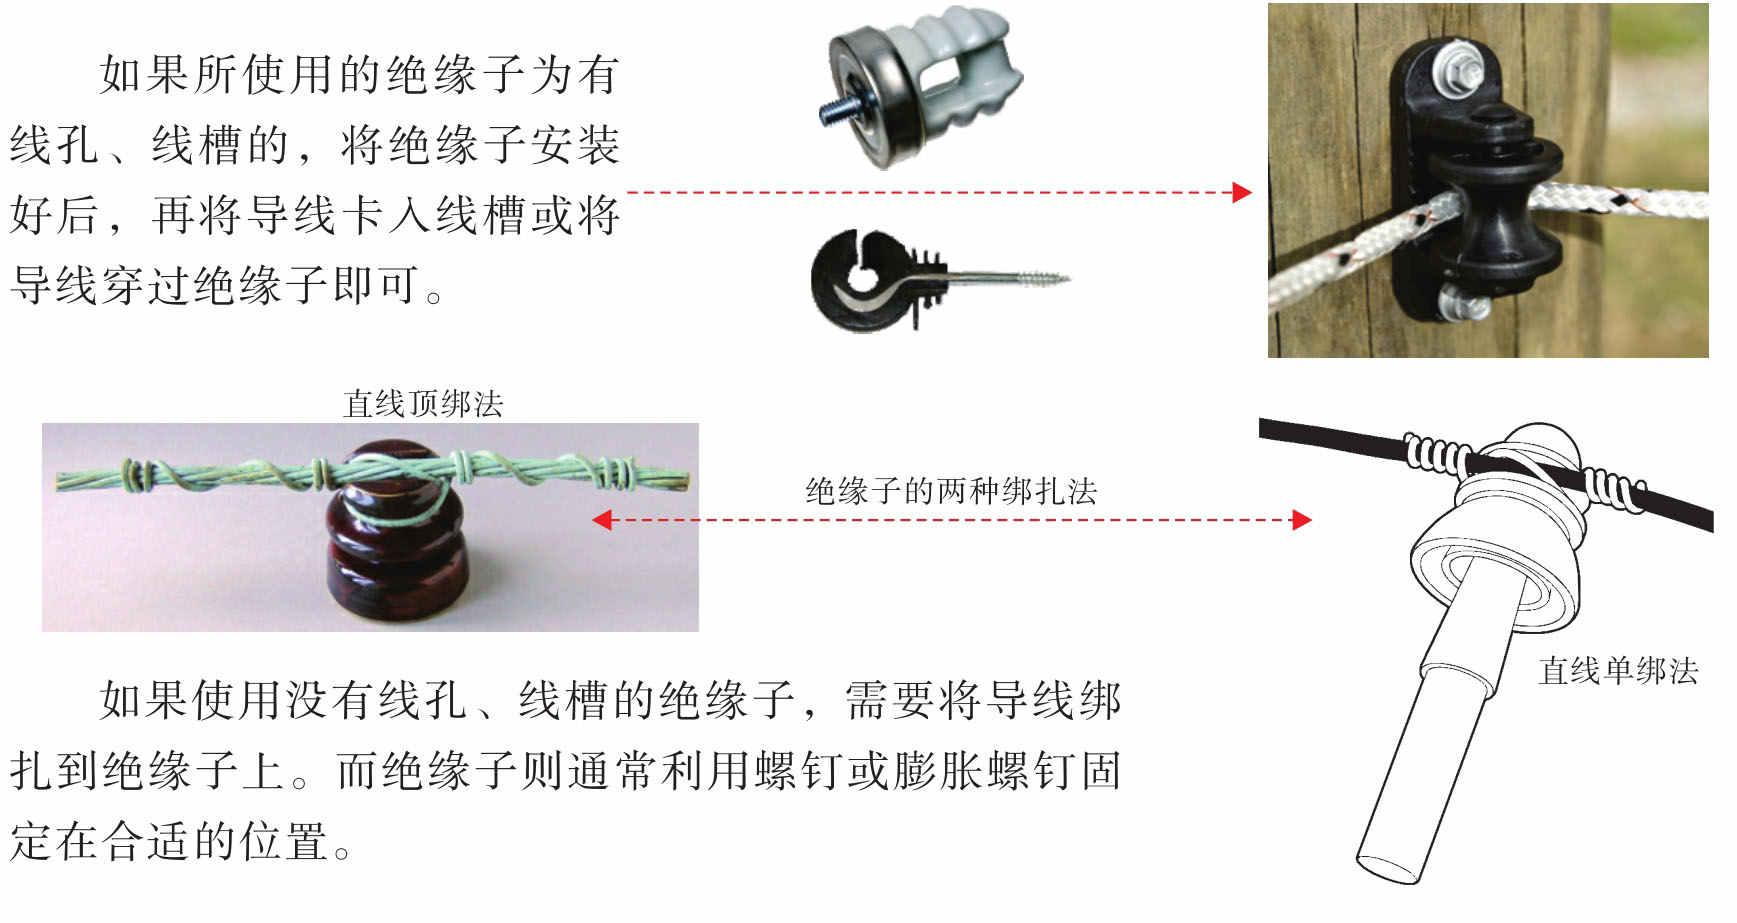 如果所使用的绝缘子为有
线孔、线槽的，将绝缘子安装
好后，再将导线卡入线槽或将
导线穿过绝缘子即可。
直线顶绑法
绝缘子的两种绑扎法
直线单绑法
如果使用没有线孔、线槽的绝缘子，需要将导线绑
扎到绝缘子上。而绝缘子则通常利用螺钉或膨胀螺钉固
定在合适的位置。